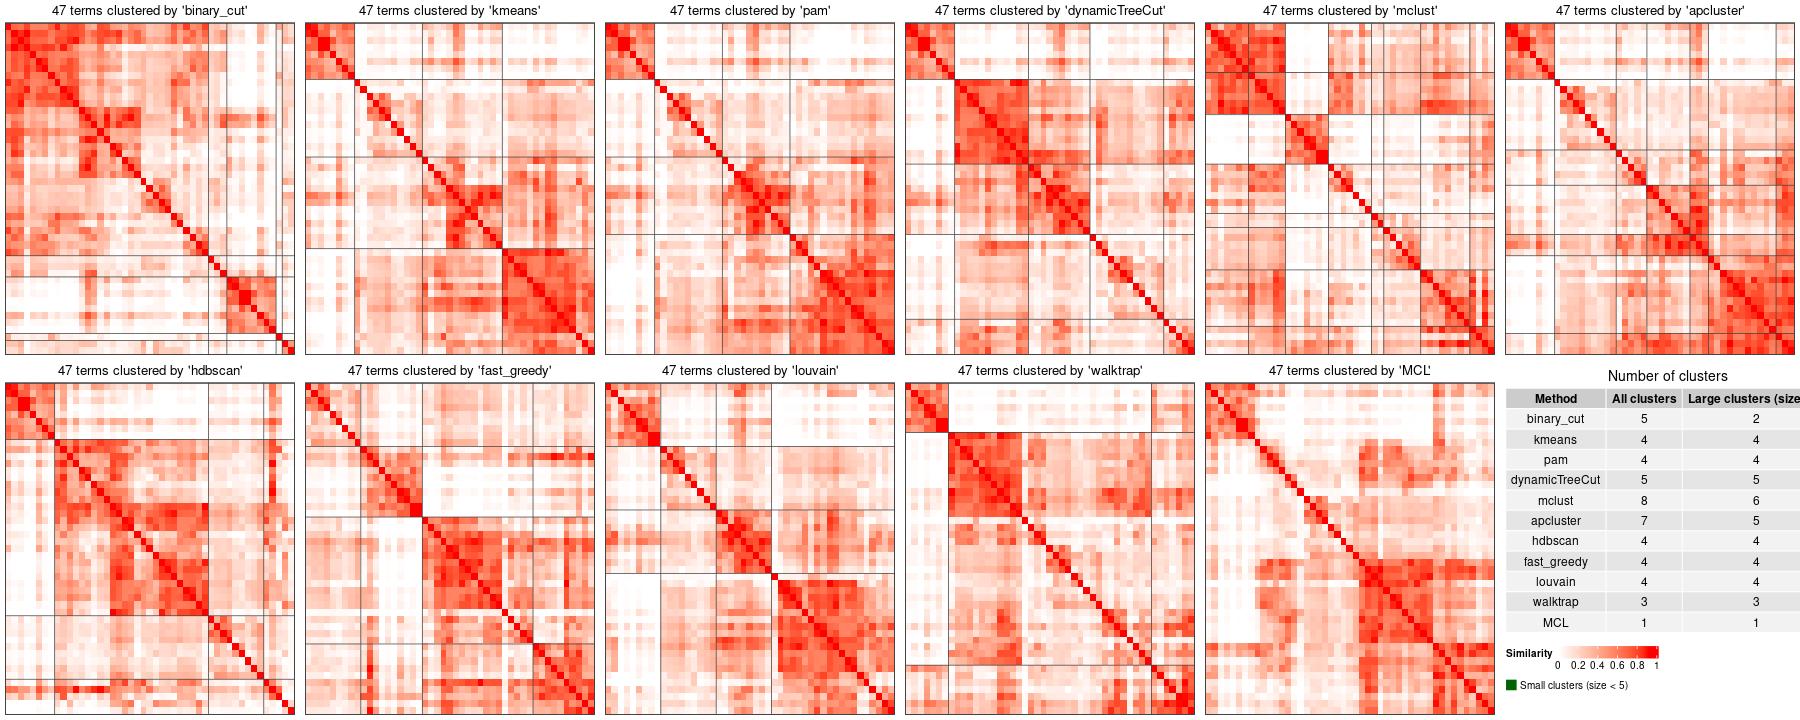 47 terms clustered by 'binary_cut'
47 terms clustered by 'kmeans'
47 terms clustered by 'pam'
47 terms clustered by 'dynamicTreeCut'
47 terms clustered by 'mclust'
47 terms clustered by 'apcluster'
47 terms clustered by 'hdbscan'
47 terms clustered by 'fast_greedy'
47 terms clustered by 'louvain'
47 terms clustered by 'walktrap'
47 terms clustered by 'MCL'
Number of clusters
Method All clusters Large clusters (size
binary_cut 5 2
kmeans 4 4
pam 4 4
dynamicTreeCut 5 5
mclust 8 6
apcluster 7 5
hdbscan 4 4
fast_greedy 4 4
louvain 4 4
walktrap 3 3
MCL 1 1
Similarity
0 0.2 0.4 0.6 0.8 1
Small clusters (size < 5)